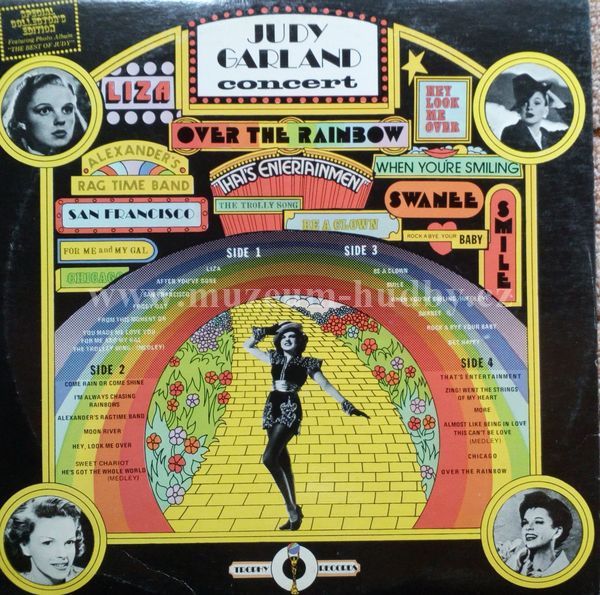 SPECIAL
COLLECTOR'S
EDITION
Featuring Photo Album
"THE BEST OF JUDY"
JUDY
GARLAND
concert
LIZA
HEY
LOOK
ME
OVER
OVER THE RAINBOW
ALEXANDER'S
RAG TIME BAND
THAT'S ENTERTAINMENT
WHEN YOU'RE SMILING
SAN FRANCISCO
THE TROLLY SONG
SWANEE
BE A CLOWN
SMILE
FOR ME and MY GAL
ROCK A BYE YOUR BABY
CHICAGO
www.muzeum-hudby.cz
SIDE 1
LIZA
AFTER YOU'VE GONE
SAN FRANCISCO
FOGGY DAY
FROM THIS MOMENT ON
YOU MADE ME LOVE YOU
FOR ME AND MY GAL
THE TROLLEY SONG (MEDLEY)
SIDE 3
BE A CLOWN
SMILE
WHEN YOU'RE SMILING (MEDLEY)
SWANEE
ROCK A BYE YOUR BABY
GET HAPPY
SIDE 2
COME RAIN OR COME SHINE
I'M ALWAYS CHASING
RAINBOWS
ALEXANDER'S RAGTIME BAND
MOON RIVER
HEY, LOOK ME OVER
SWEET CHARIOT
HE'S GOT THE WHOLE WORLD
(MEDLEY)
SIDE 4
THAT'S ENTERTAINMENT
ZING! WENT THE STRINGS
OF MY HEART
MORE
ALMOST LIKE BEING IN LOVE
THIS CAN'T BE LOVE
(MEDLEY)
CHICAGO
OVER THE RAINBOW
TROPHY RECORDS